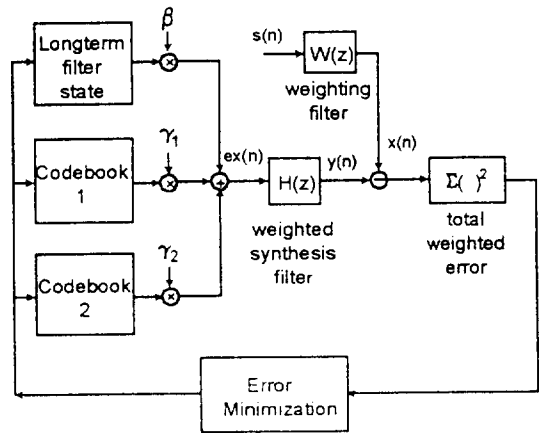 β
Longterm
filter
state
s(n)
W(z)
weighting
filter
x(n)
γ1
Codebook
1
ex(n)
H(z)
y(n)
Σ( )²
weighted
synthesis
filter
total
weighted
error
γ2
Codebook
2
Error
Minimization